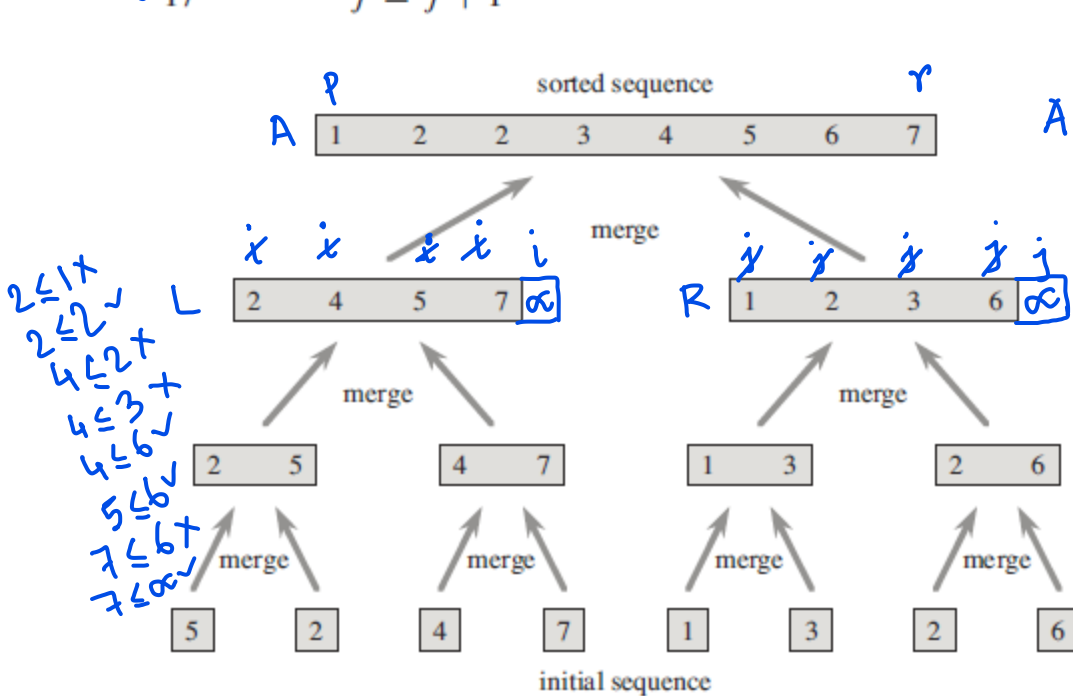 p sorted sequence r
A 1 2 2 3 4 5 6 7 A
merge
i i i i i j j j j j
L 2 4 5 7 ∝ R 1 2 3 6 ∝
2≤1 x
2≤2 ✓
4≤2 x
4≤3 x
4≤6 ✓
5≤6 ✓
7≤6 x
7≤∝ ✓
merge merge
2 5 4 7 1 3 2 6
merge merge merge merge
5 2 4 7 1 3 2 6
initial sequence